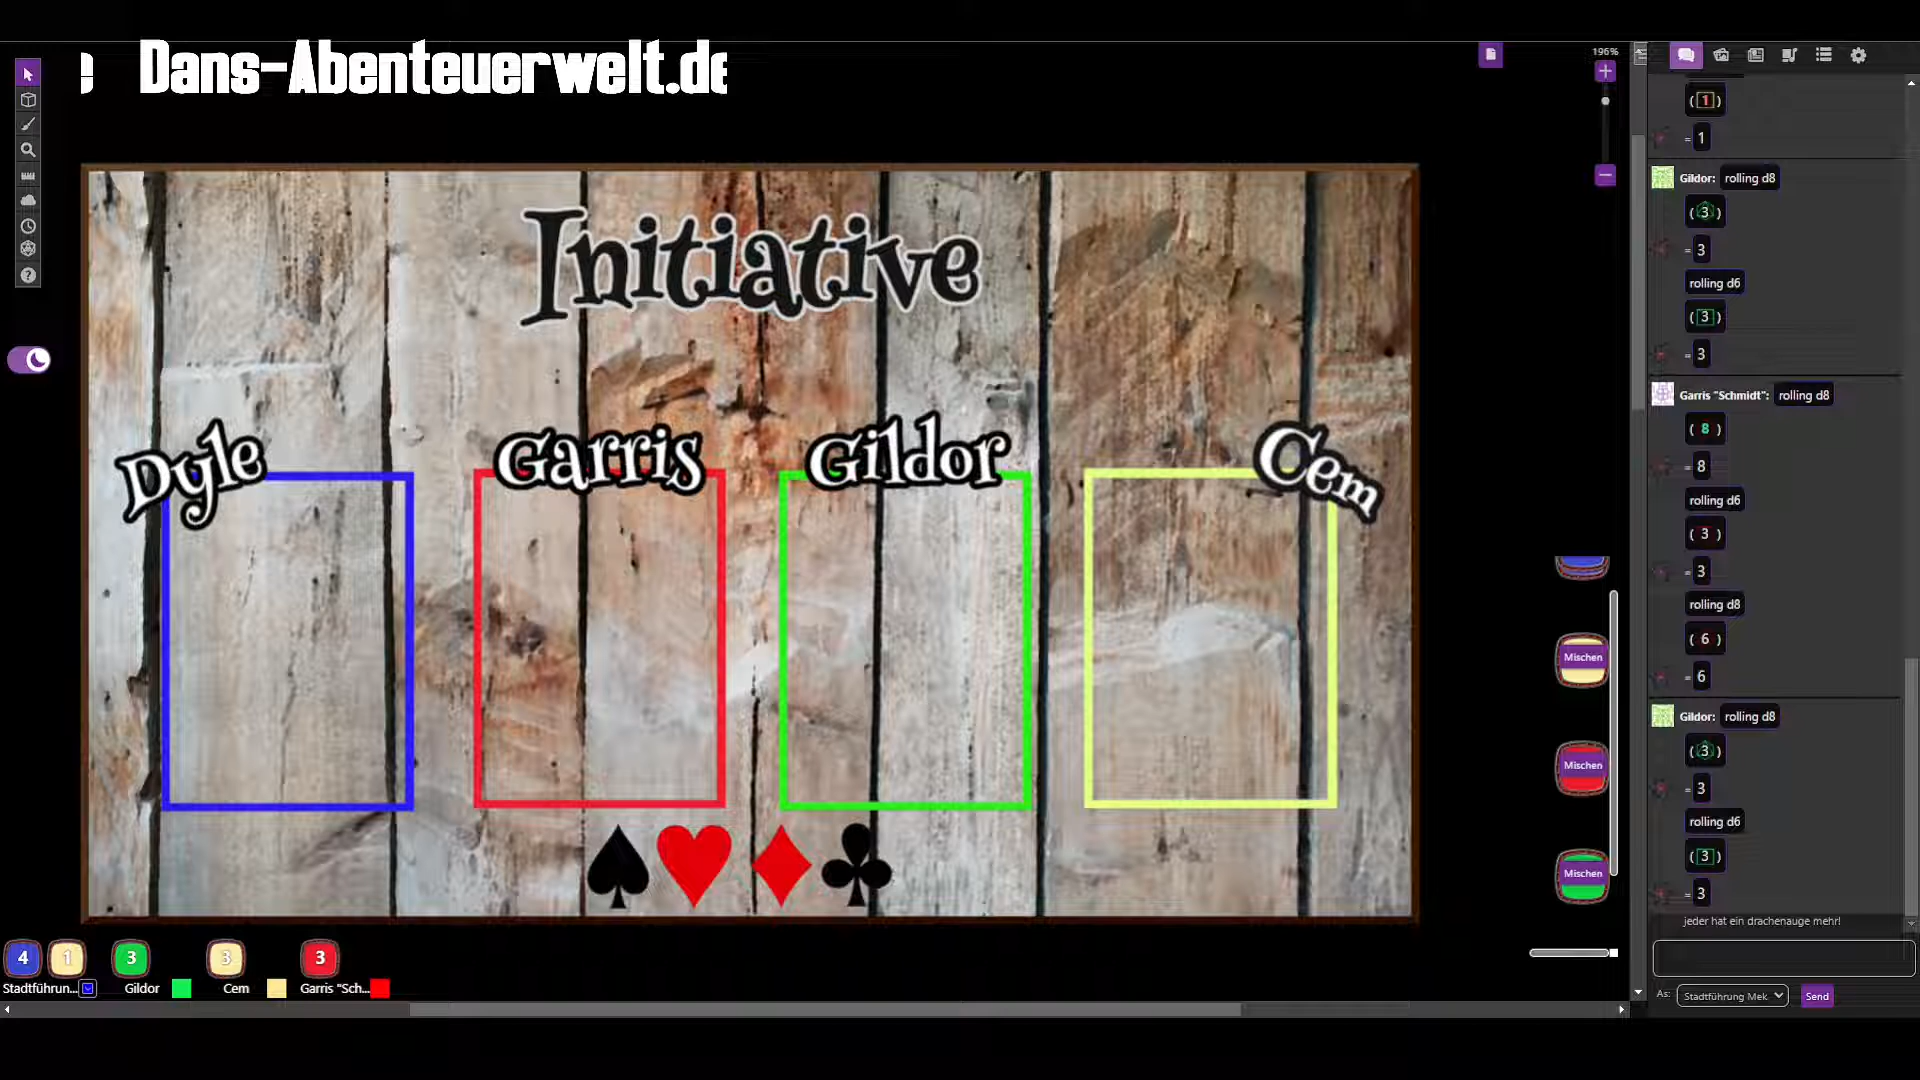 Dans-Abenteuerwelt.de
196%
Initiative
Dyle
Garris
Gildor
Cem
Mischen
Mischen
Mischen
4
1
3
3
3
Stadtführun...
Gildor
Cem
Garris "Sch...
(1)
=1
Gildor: rolling d8
(3)
=3
rolling d6
(3)
=3
Garris "Schmidt": rolling d8
(8)
=8
rolling d6
(3)
=3
rolling d8
(6)
=6
Gildor: rolling d8
(3)
=3
rolling d6
(3)
=3
jeder hat ein drachenauge mehr!
As: Stadtführung Mek
Send